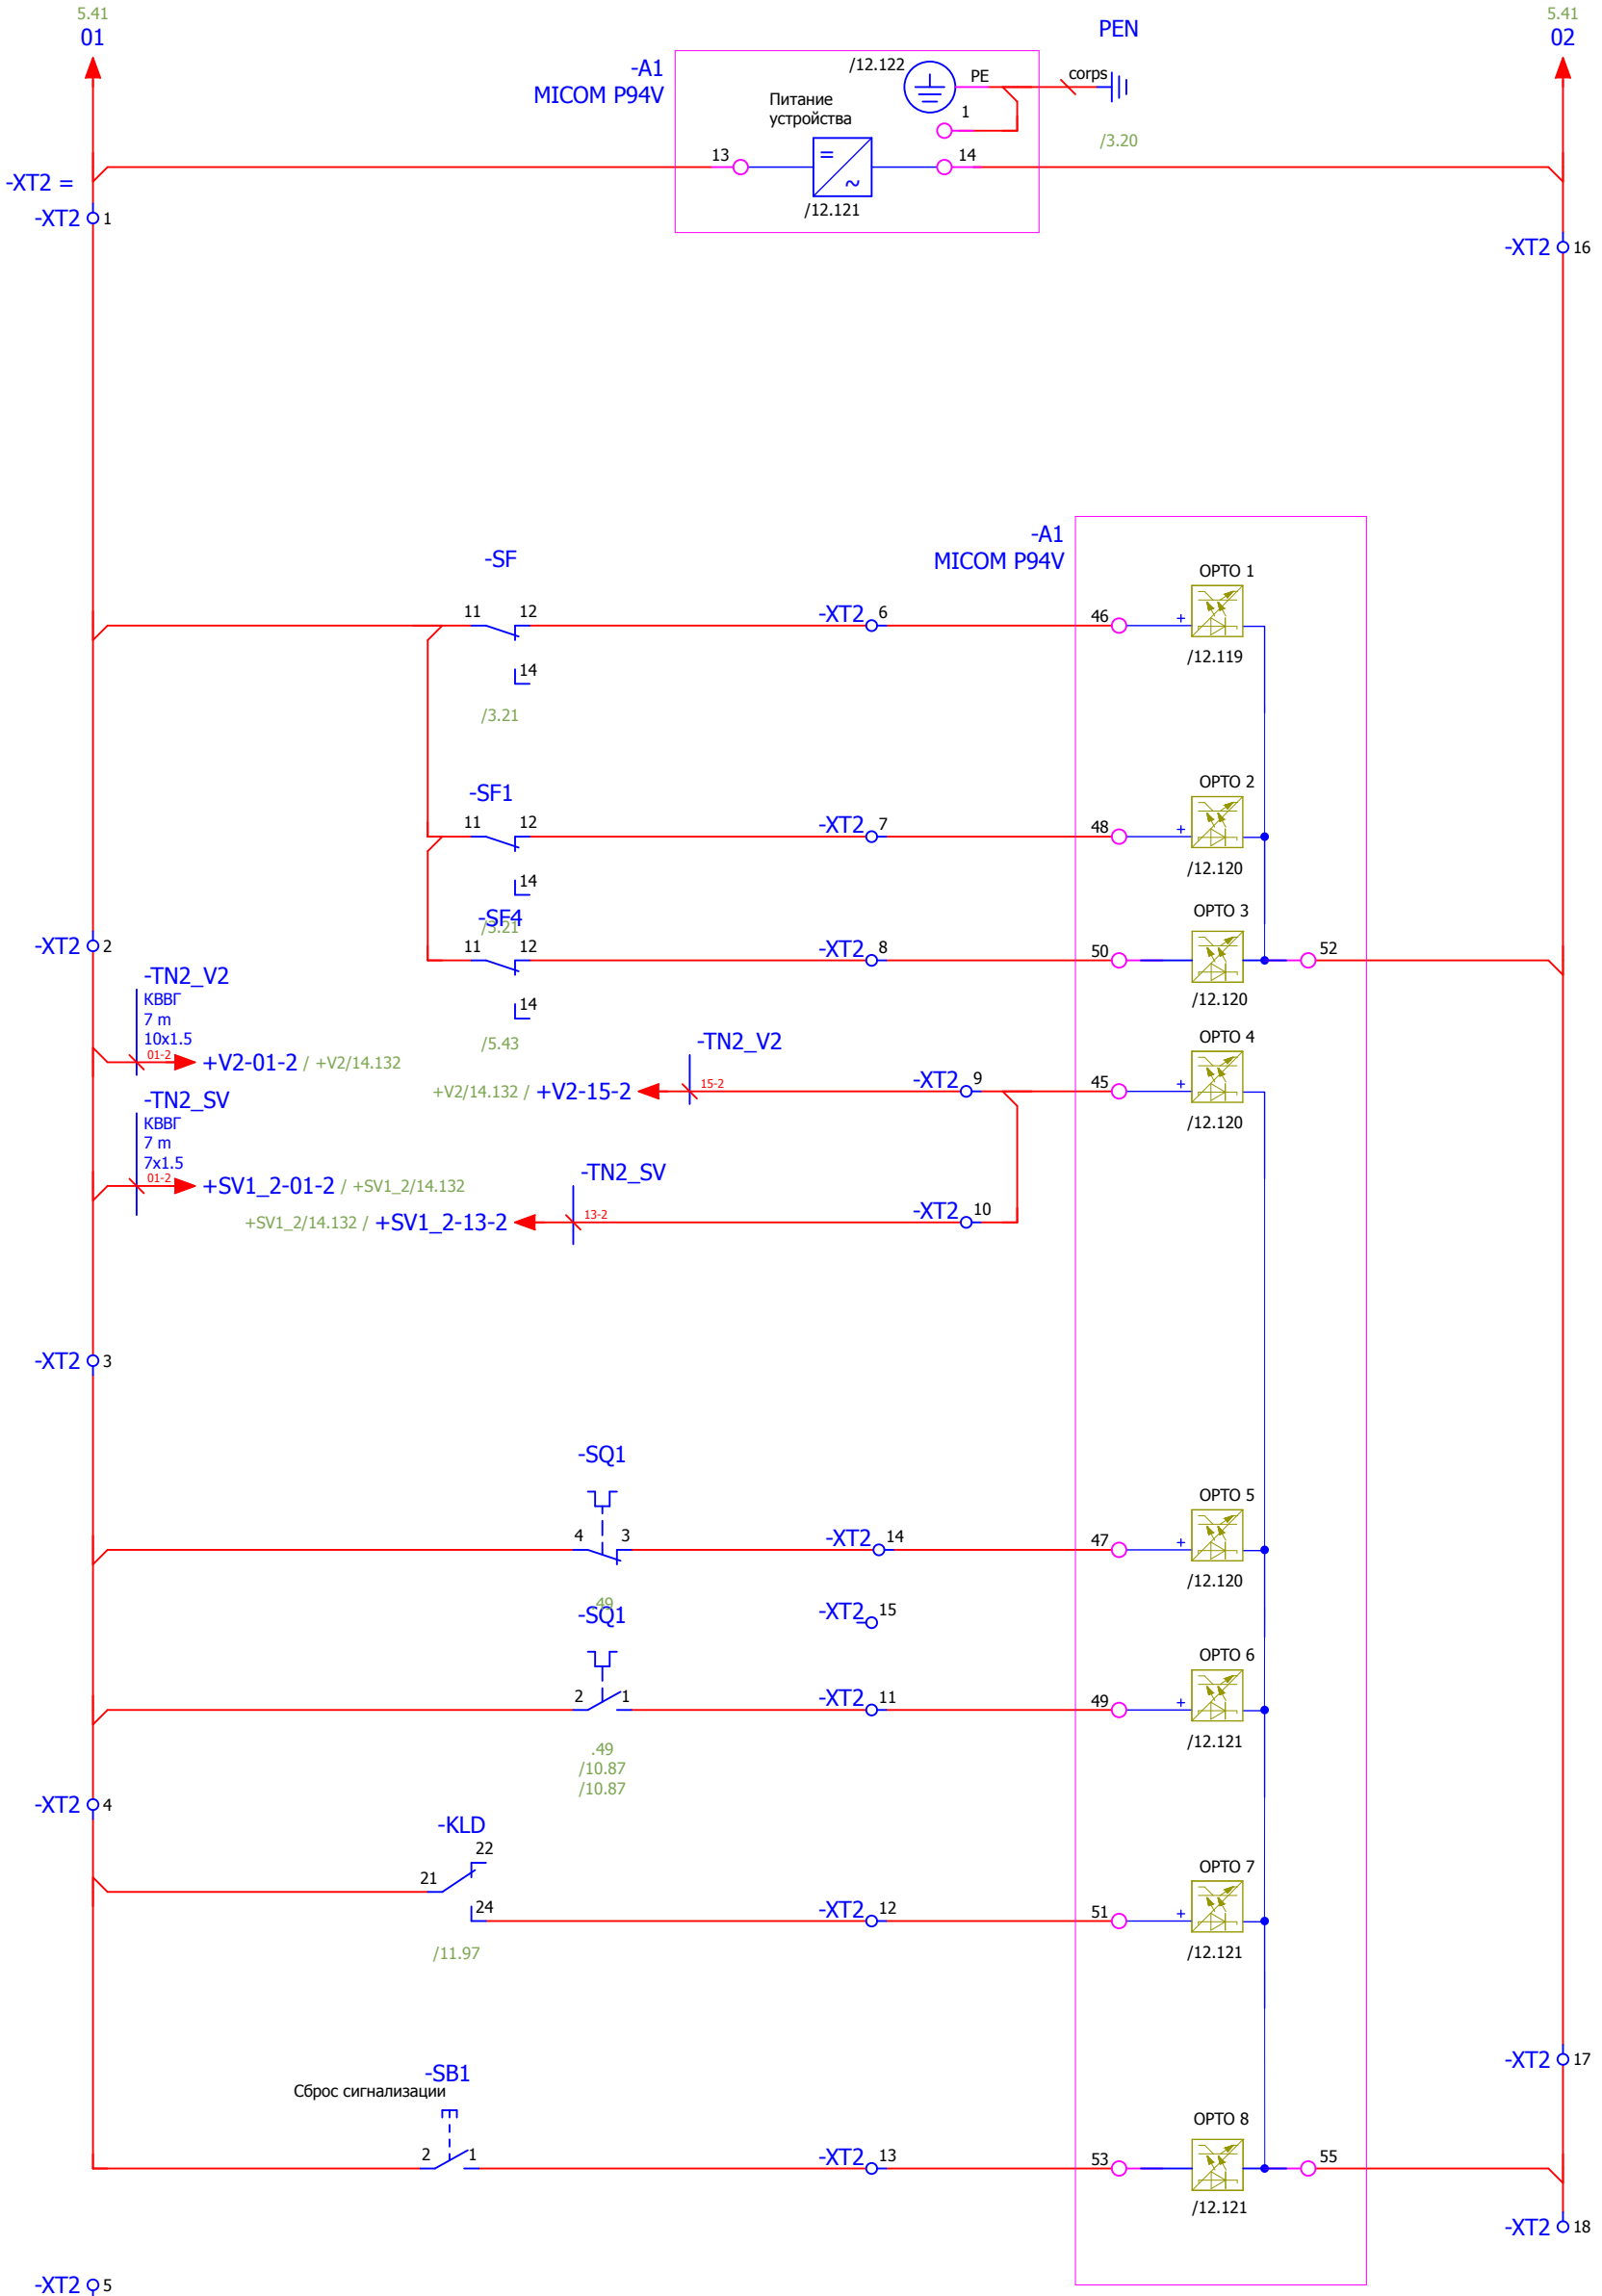 5.41
01
5.41
02
PEN
-A1
MICOM P94V
/12.122
PE
corps
Питание
устройства
1
/3.20
13
=
~
14
/12.121
-XT2 =
-XT2 1
-XT2 16
-A1
MICOM P94V
-SF
OPTO 1
11 12
-XT2 6
46
+
/12.119
14
/3.21
OPTO 2
-SF1
11 12
-XT2 7
48
+
/12.120
14
/3.21
-SF4
OPTO 3
-XT2 2
11 12
-XT2 8
50
52
/12.120
14
/5.43
-TN2_V2
КВВГ
7 m
10x1.5
01-2
+V2-01-2 / +V2/14.132
OPTO 4
-TN2_V2
+V2/14.132 / +V2-15-2
15-2
-XT2 9
45
+
/12.120
-TN2_SV
КВВГ
7 m
7x1.5
01-2
+SV1_2-01-2 / +SV1_2/14.132
-TN2_SV
+SV1_2/14.132 / +SV1_2-13-2
13-2
-XT2 10
-XT2 3
-SQ1
OPTO 5
4 3
-XT2 14
47
+
/12.120
.49
-SQ1
-XT2 15
OPTO 6
2 1
-XT2 11
49
+
/12.121
.49
/10.87
/10.87
-XT2 4
-KLD
22
21
OPTO 7
24
-XT2 12
51
+
/12.121
/11.97
-XT2 17
-SB1
Сброс сигнализации
OPTO 8
2 1
-XT2 13
53
55
/12.121
-XT2 18
-XT2 5